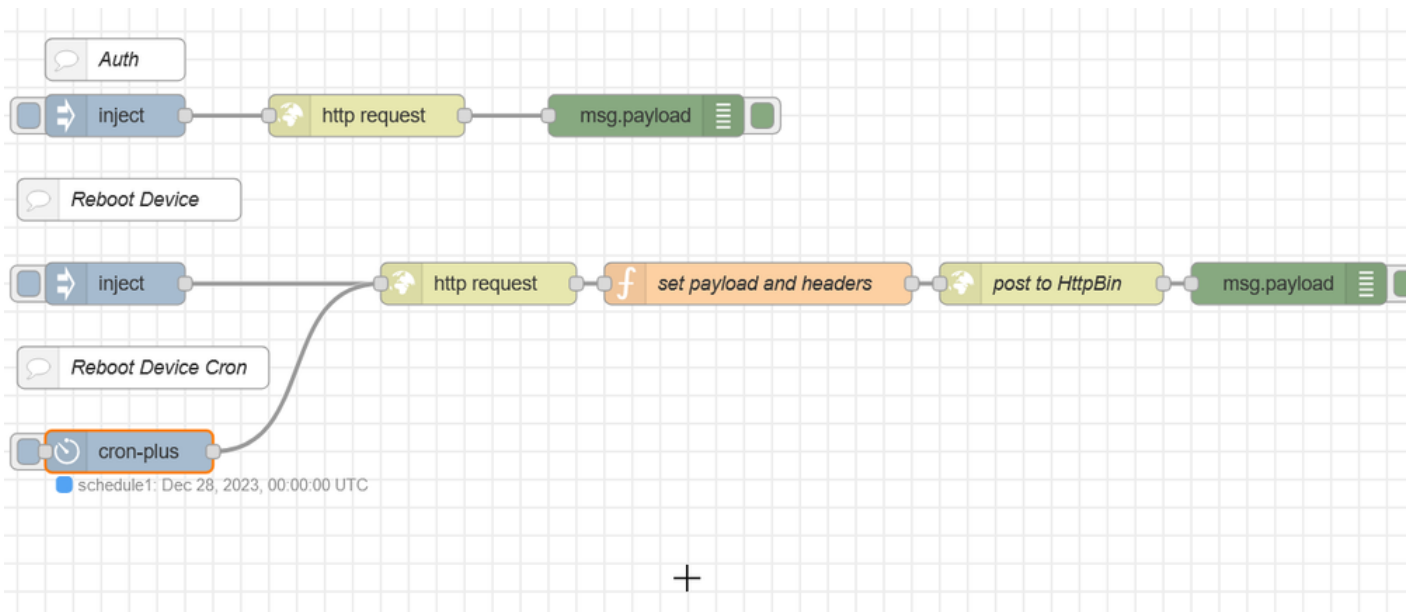 Auth
inject http request msg.payload
Reboot Device
inject http request set payload and headers post to HttpBin msg.payload
Reboot Device Cron
cron-plus
schedule1: Dec 28, 2023, 00:00:00 UTC